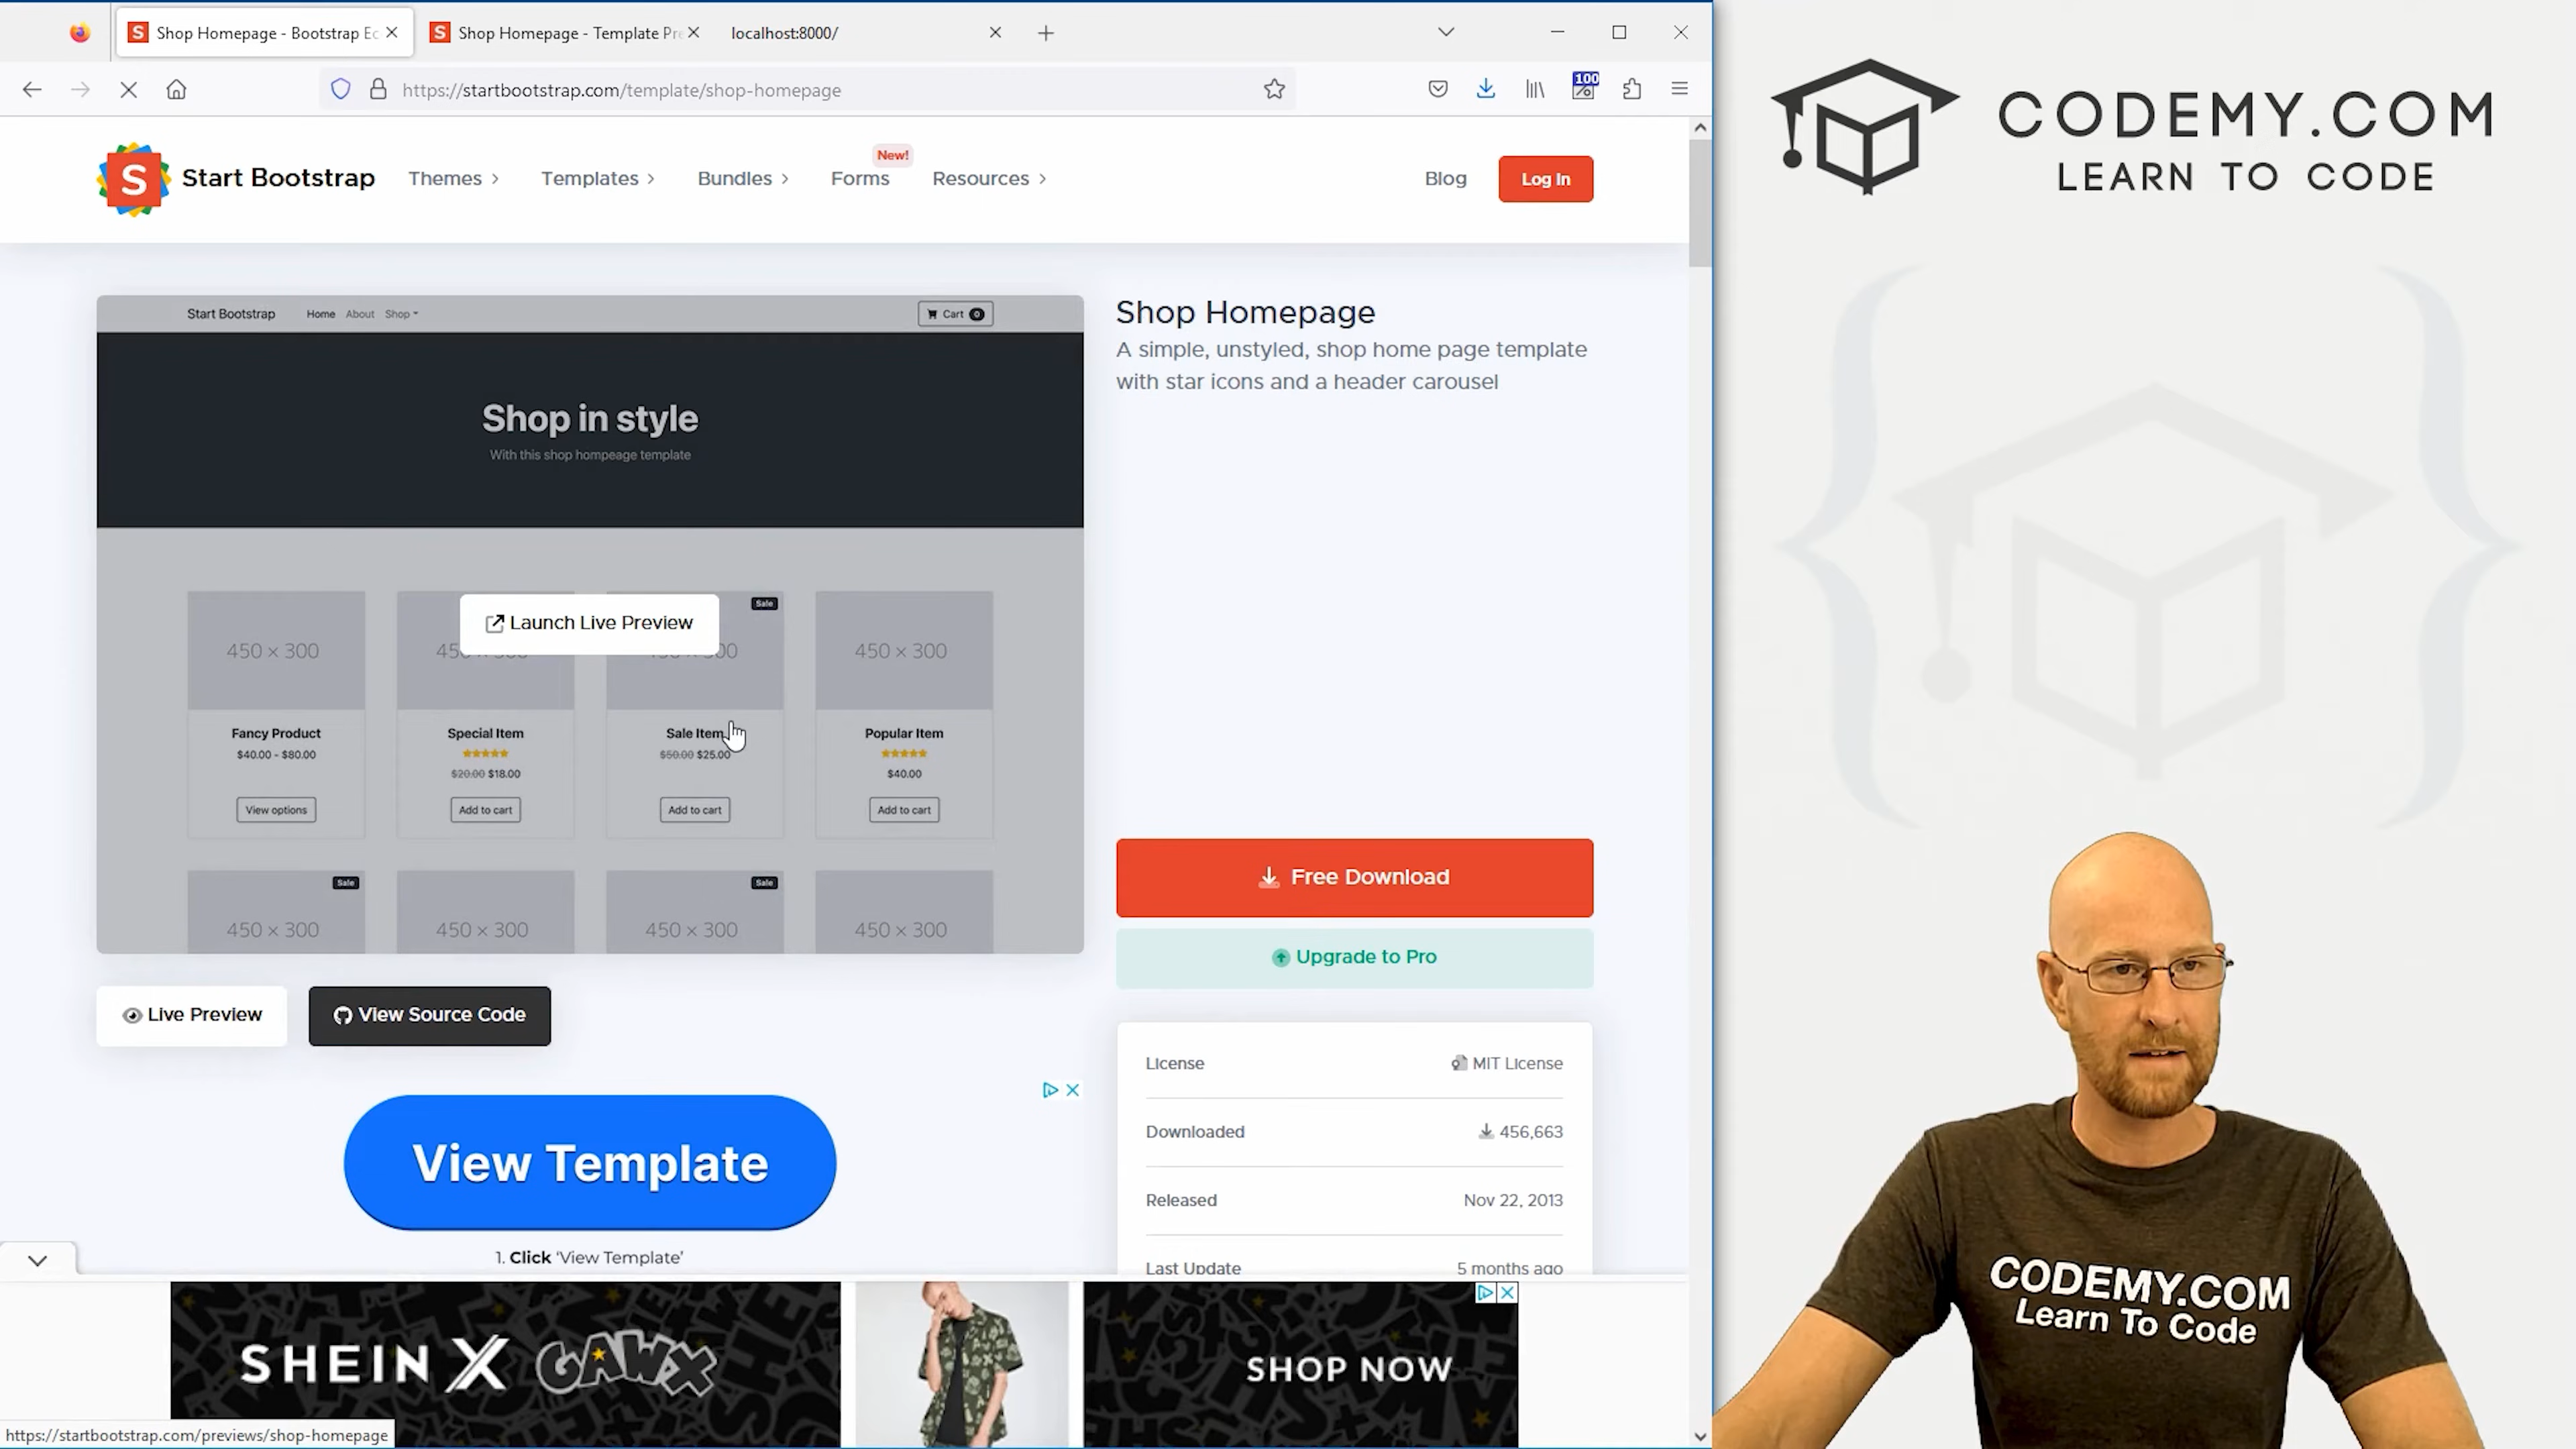 Shop Homepage - Bootstrap Ec
Shop Homepage - Template Pre
localhost:8000/
https://startbootstrap.com/template/shop-homepage
100
CODEMY.COM
LEARN TO CODE
S
Start Bootstrap
Themes
Templates
Bundles
New!
Forms
Resources
Blog
Log In
Start Bootstrap
Home
About
Shop
Cart 0
Shop in style
With this shop hompeage template
Launch Live Preview
Sale
450 × 300
450 × 300
Fancy Product
$40.00 - $80.00
View options
Special Item
$20.00 $18.00
Add to cart
Sale Item
$50.00 $25.00
Add to cart
Popular Item
$40.00
Add to cart
Sale
Sale
450 × 300
450 × 300
450 × 300
450 × 300
Shop Homepage
A simple, unstyled, shop home page template
with star icons and a header carousel
Free Download
Upgrade to Pro
Live Preview
View Source Code
License
MIT License
Downloaded
456,663
Released
Nov 22, 2013
Last Update
5 months ago
View Template
1. Click ‘View Template’
SHEIN X GAWX
SHOP NOW
https://startbootstrap.com/previews/shop-homepage
CODEMY.COM
Learn To Code